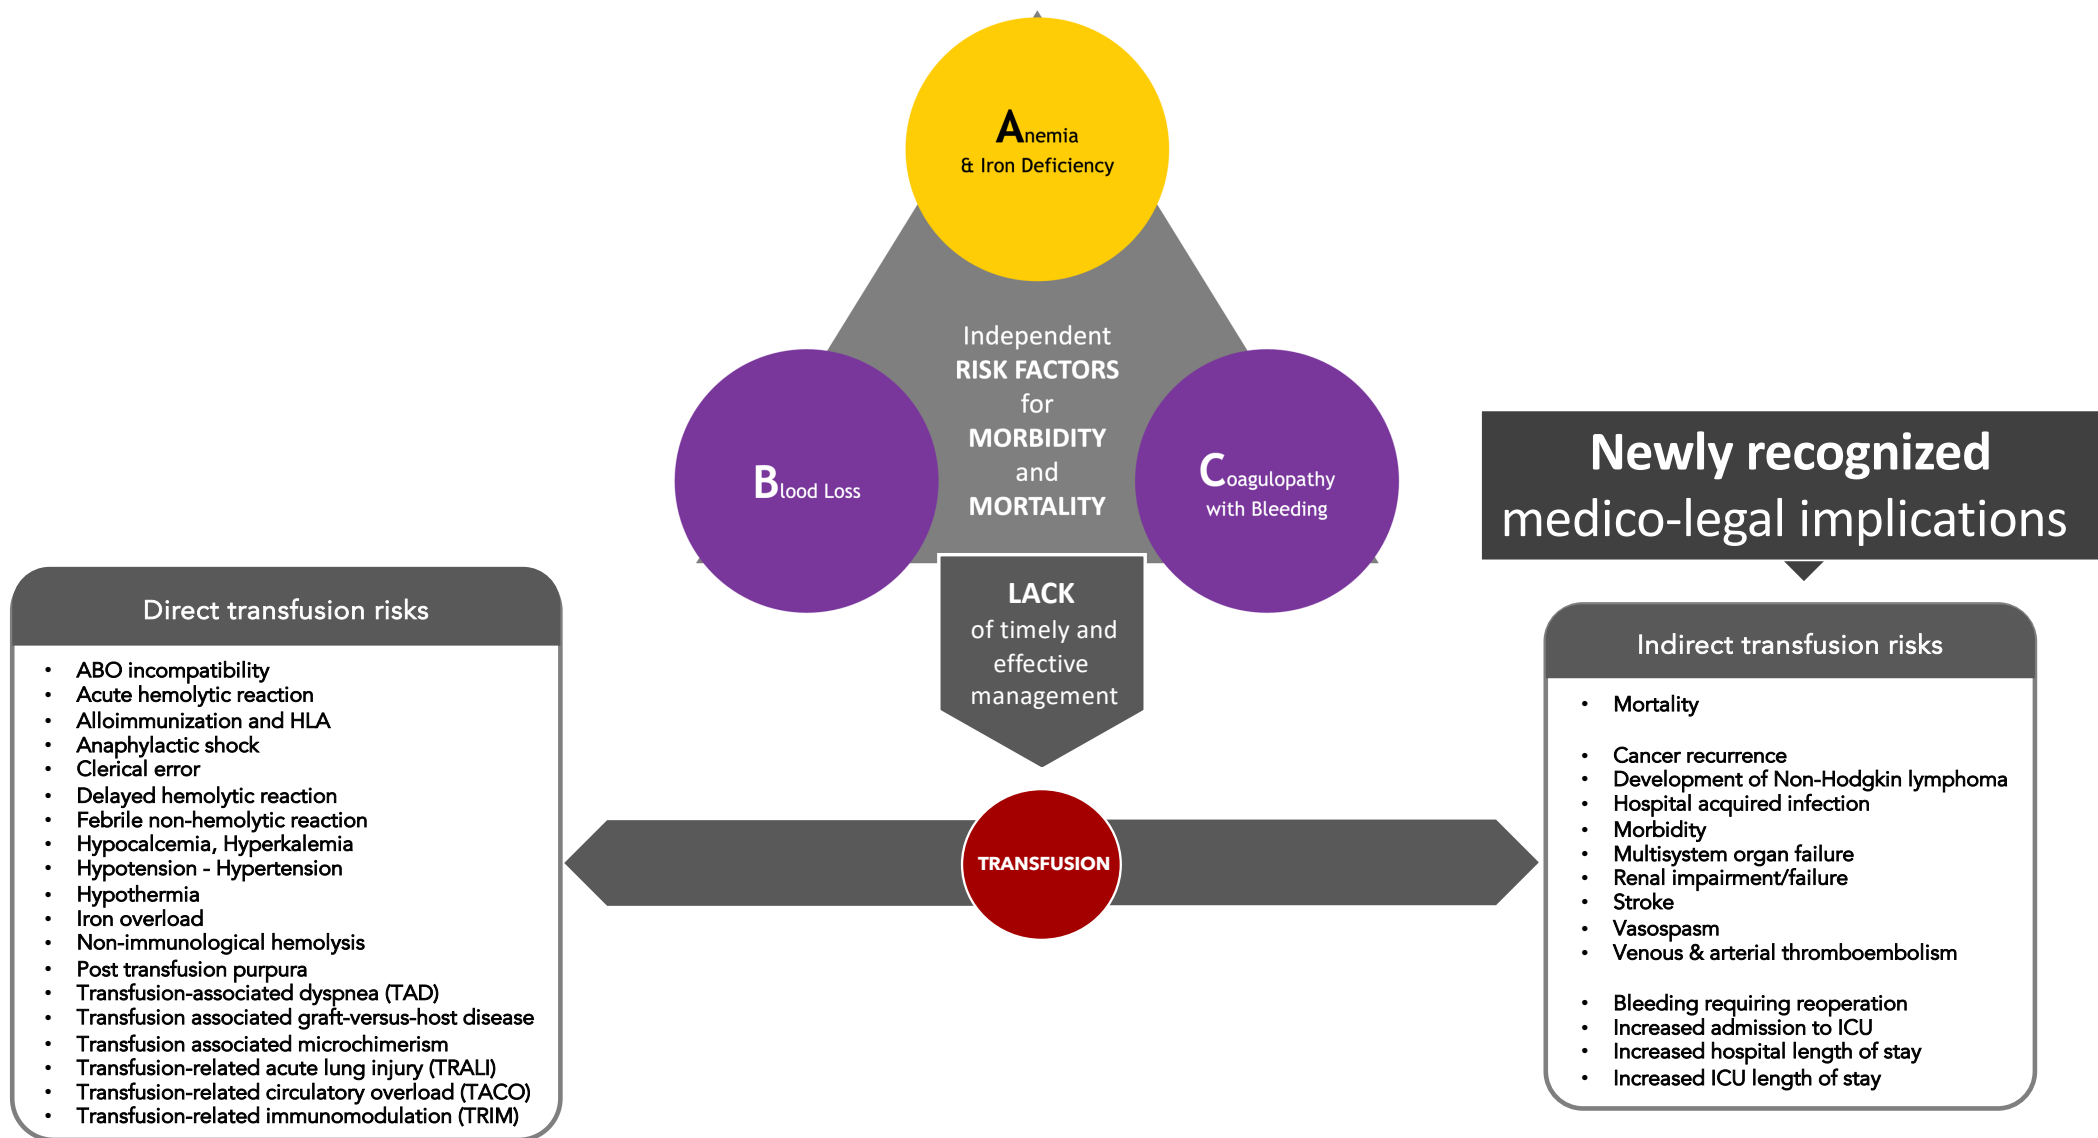 Anemia
& Iron Deficiency
Independent
RISK FACTORS
for
MORBIDITY
and
MORTALITY
Blood Loss
Coagulopathy
with Bleeding
LACK
of timely and
effective
management
TRANSFUSION
Direct transfusion risks
• ABO incompatibility
• Acute hemolytic reaction
• Alloimmunization and HLA
• Anaphylactic shock
• Clerical error
• Delayed hemolytic reaction
• Febrile non-hemolytic reaction
• Hypocalcemia, Hyperkalemia
• Hypotension - Hypertension
• Hypothermia
• Iron overload
• Non-immunological hemolysis
• Post transfusion purpura
• Transfusion-associated dyspnea (TAD)
• Transfusion associated graft-versus-host disease
• Transfusion associated microchimerism
• Transfusion-related acute lung injury (TRALI)
• Transfusion-related circulatory overload (TACO)
• Transfusion-related immunomodulation (TRIM)
Newly recognized
medico-legal implications
Indirect transfusion risks
• Mortality
• Cancer recurrence
• Development of Non-Hodgkin lymphoma
• Hospital acquired infection
• Morbidity
• Multisystem organ failure
• Renal impairment/failure
• Stroke
• Vasospasm
• Venous & arterial thromboembolism
• Bleeding requiring reoperation
• Increased admission to ICU
• Increased hospital length of stay
• Increased ICU length of stay